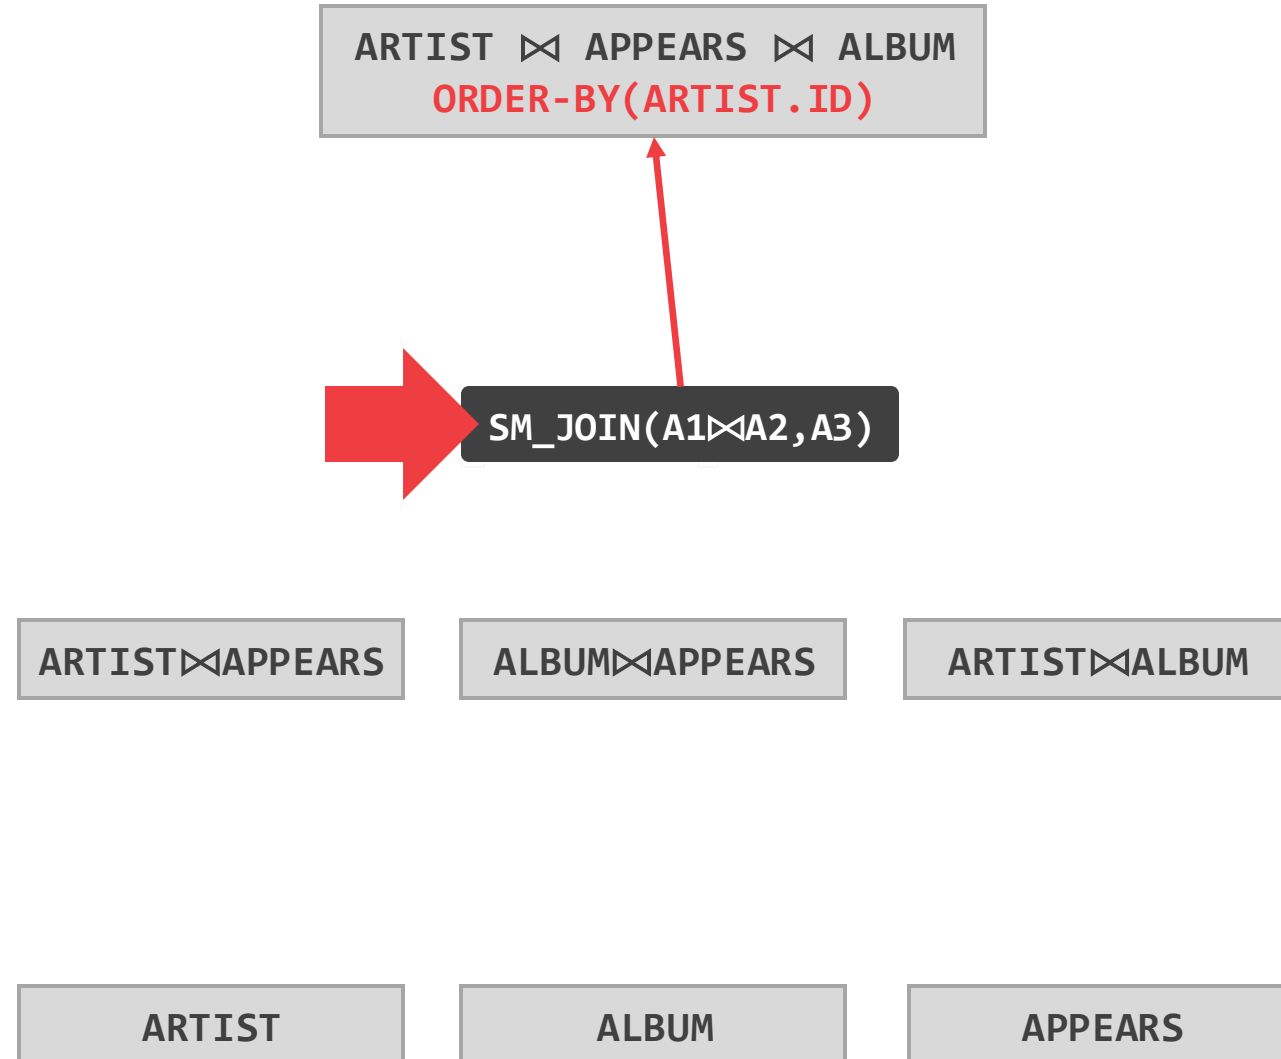 ARTIST ⋈ APPEARS ⋈ ALBUM
ORDER-BY(ARTIST.ID)
SM_JOIN(A1⋈A2,A3)
ARTIST⋈APPEARS
ALBUM⋈APPEARS
ARTIST⋈ALBUM
ARTIST
ALBUM
APPEARS